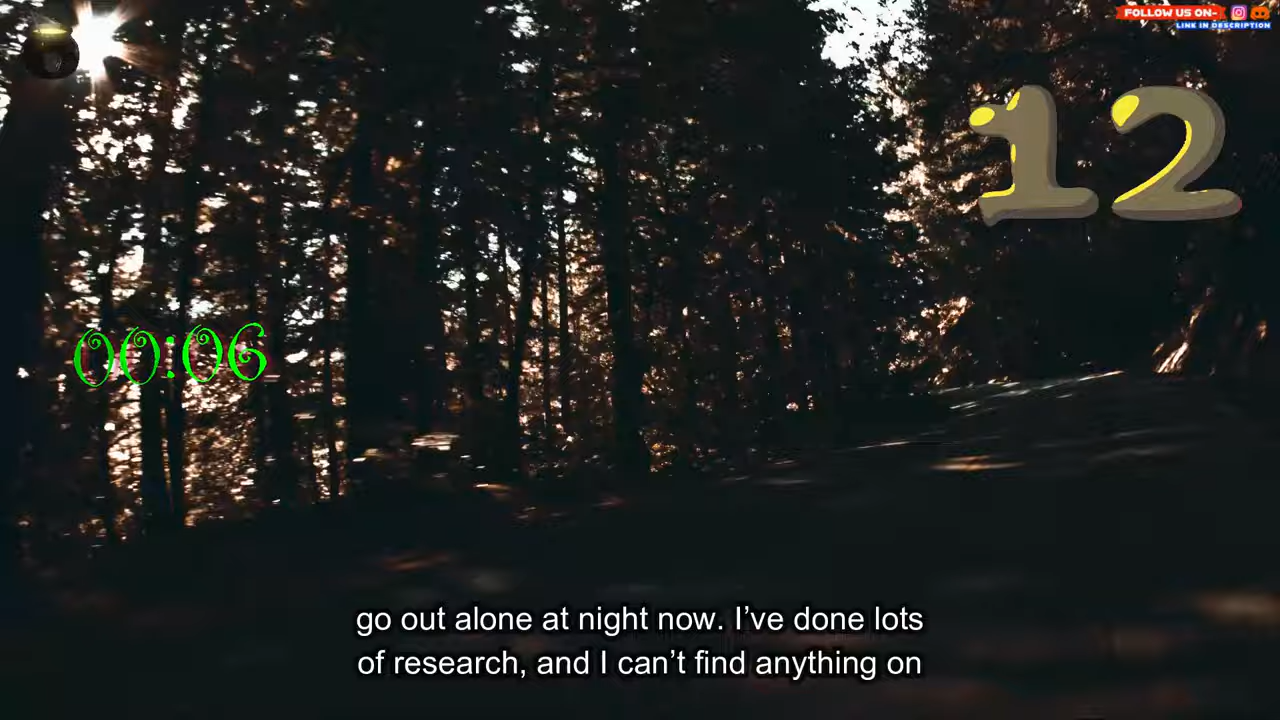 FOLLOW US ON-
LINK IN DESCRIPTION
12
00:06
go out alone at night now. I’ve done lots
of research, and I can’t find anything on